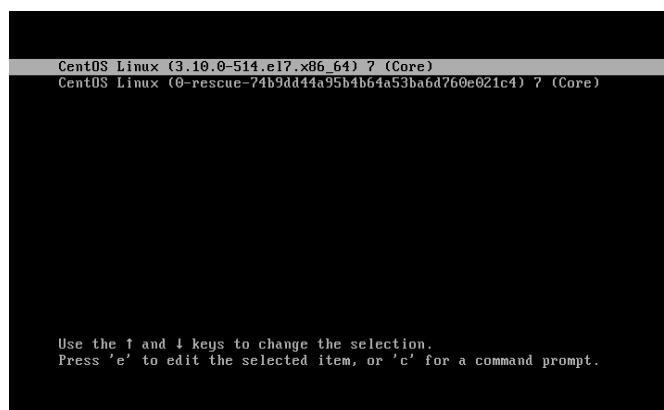 CentOS Linux (3.10.0-514.el7.x86_64) 7 (Core)
CentOS Linux (0-rescue-74b9dd44a95b4b64a53ba6d760e021c4) 7 (Core)
Use the ↑ and ↓ keys to change the selection.
Press 'e' to edit the selected item, or 'c' for a command prompt.